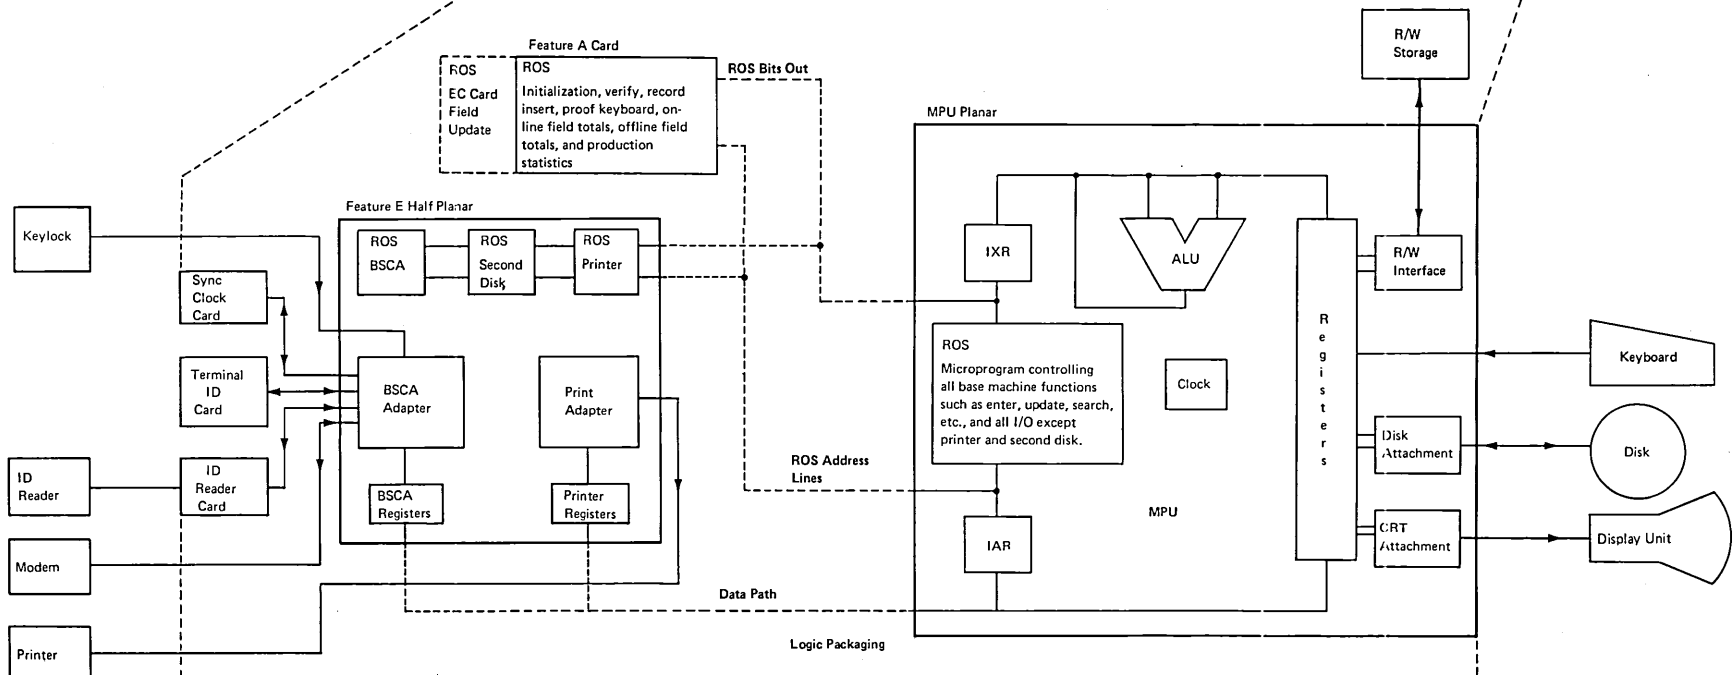 Feature A Card
ROS
EC Card
Field
Update
ROS
Initialization, verify, record
insert, proof keyboard, on-
line field totals, offline field
totals, and production
statistics
ROS Bits Out
R/W
Storage
MPU Planar
Feature E Half Planar
Keylock
ROS
BSCA
ROS
Second
Disk
ROS
Printer
IXR
ALU
R/W
Interface
Sync
Clock
Card
Registers
ROS
Microprogram controlling
all base machine functions
such as enter, update, search,
etc., and all I/O except
printer and second disk.
Clock
Keyboard
Terminal
ID
Card
BSCA
Adapter
Print
Adapter
Disk
Attachment
Disk
ID
Reader
ID
Reader
Card
ROS Address
Lines
BSCA
Registers
Printer
Registers
MPU
CRT
Attachment
Display Unit
IAR
Modem
Data Path
Logic Packaging
Printer